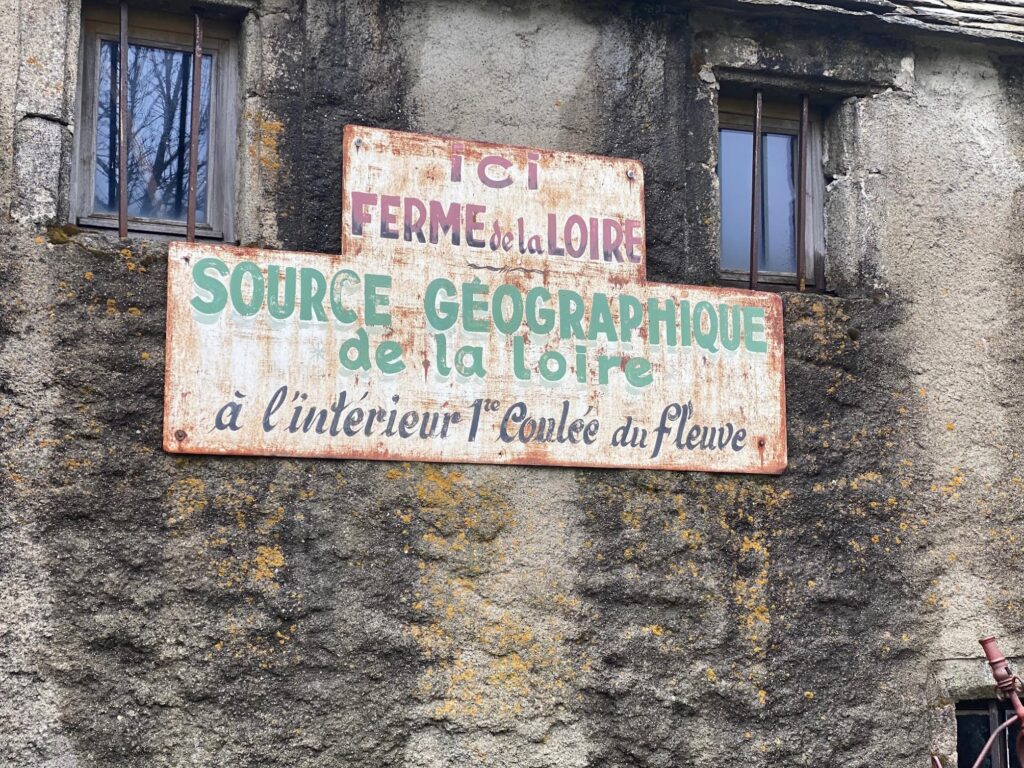 ici
FERME de la LOIRE
SOURCE GÉOGRAPHIQUE
de la loire
à l'intérieur 1re Coulée du fleuve